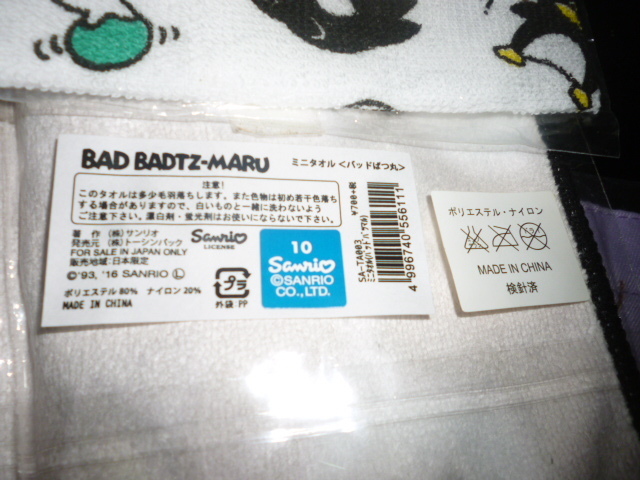 BAD BADTZ-MARU ミニタオル<バッドばつ丸>
注意!
このタオルは多少毛羽落ちします。また色物は初め若干色落ち
する場合がありますので、白いものと一緒に洗わないよう
ご注意下さい。漂白剤・蛍光剤はお使いにならないで下さい。
著作 (株)サンリオ
発売元 (株)トーシンパック
FOR SALE IN JAPAN ONLY
販売地域:日本限定
©'93, '16 SANRIO Ⓛ
ポリエステル 80% ナイロン 20%
MADE IN CHINA
Sanrio
LICENSE
プラ
外袋 PP
10
Sanrio
©SANRIO
CO.,LTD.
SA-TA003
¥700+税
4 996740 556111
ポリエステル・ナイロン
MADE IN CHINA
検針済